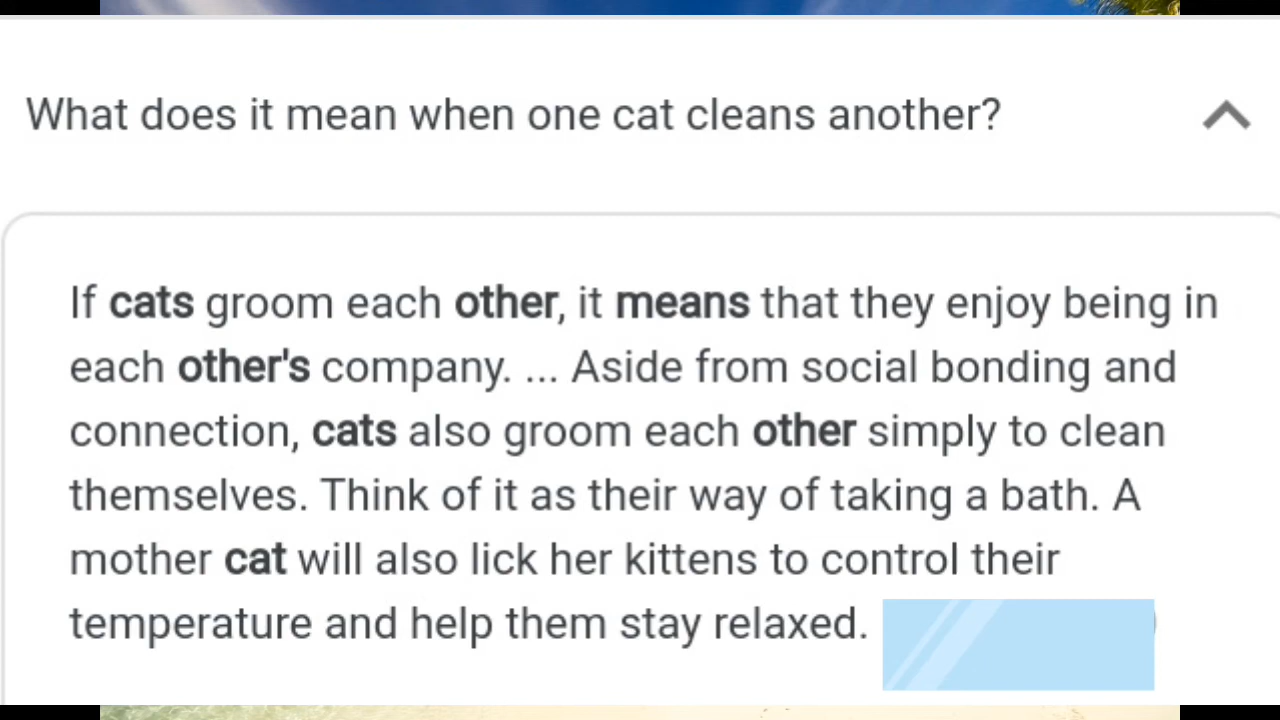 What does it mean when one cat cleans another?
If cats groom each other, it means that they enjoy being in
each other's company. ... Aside from social bonding and
connection, cats also groom each other simply to clean
themselves. Think of it as their way of taking a bath. A
mother cat will also lick her kittens to control their
temperature and help them stay relaxed.